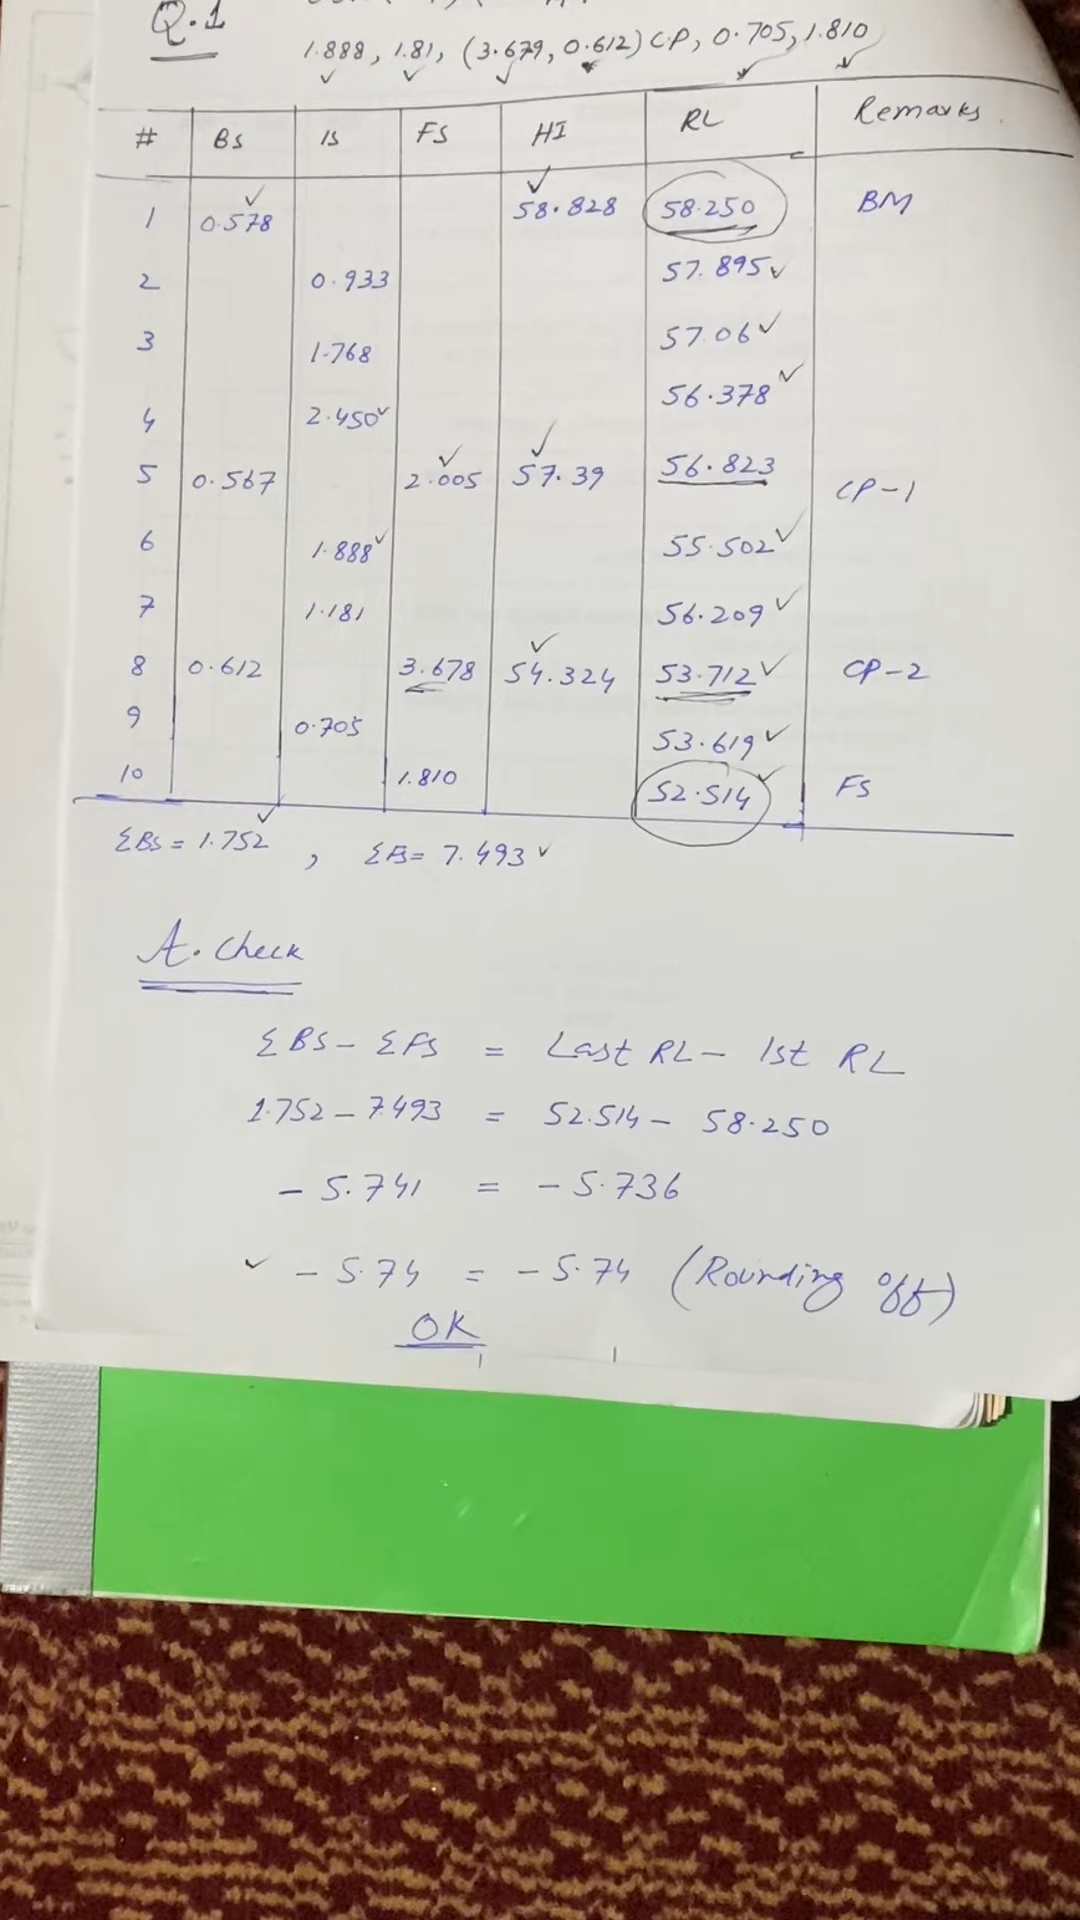 Q.1
1.888, 1.81, (3.679, 0.612) C.P, 0.705, 1.810
# BS IS FS HI RL Remarks.
1 0.578 58.828 58.250 BM
2 0.933 57.895
3 1.768 57.06
4 2.450 56.378
5 0.567 2.005 57.39 56.823 CP-1
6 1.888 55.502
7 1.181 56.209
8 0.612 3.678 54.324 53.712 CP-2
9 0.705 53.619
10 1.810 52.514 FS
ΣBS = 1.752, ΣFS = 7.493
A. Check
ΣBS - ΣFS = Last RL - 1st RL
1.752 - 7.493 = 52.514 - 58.250
- 5.741 = - 5.736
- 5.74 = - 5.74 (Rounding off)
OK